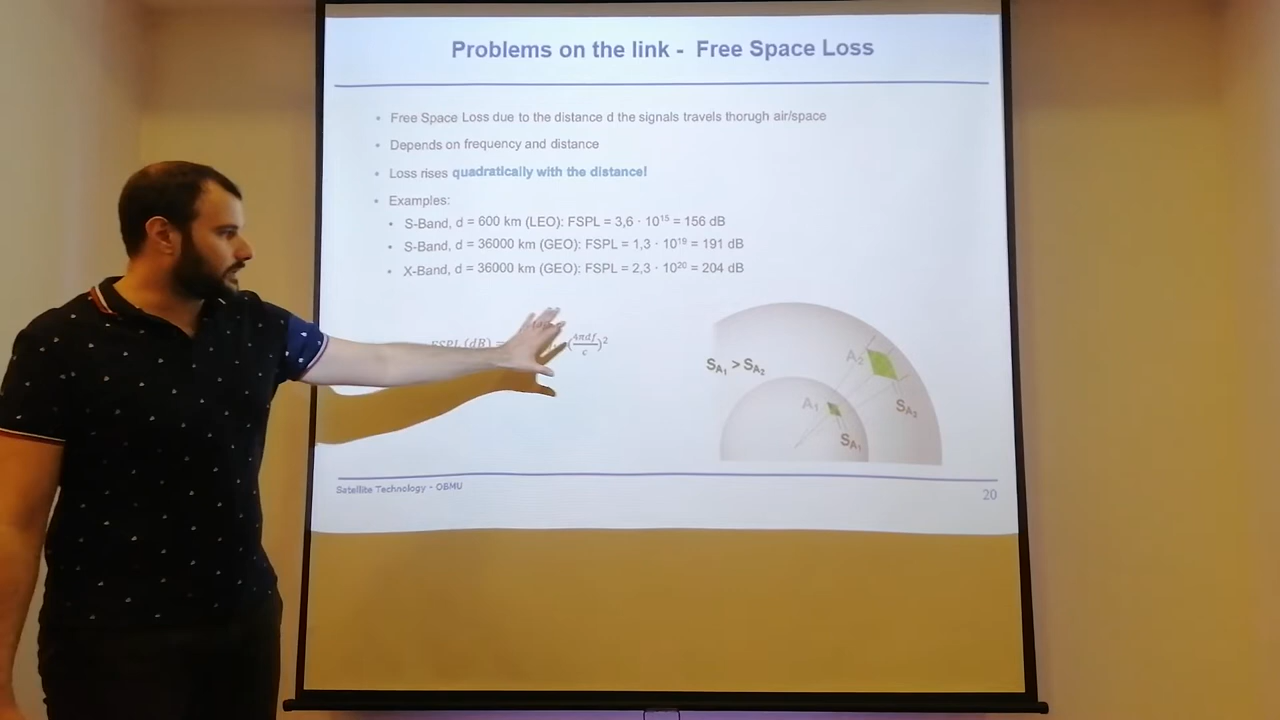 Problems on the link - Free Space Loss
• Free Space Loss due to the distance d the signals travels thorugh air/space
• Depends on frequency and distance
• Loss rises quadratically with the distance!
• Examples:
• S-Band, d = 600 km (LEO): FSPL = 3,6 · 10¹⁵ = 156 dB
• S-Band, d = 36000 km (GEO): FSPL = 1,3 · 10¹⁹ = 191 dB
• X-Band, d = 36000 km (GEO): FSPL = 2,3 · 10²⁰ = 204 dB
FSPL (dB) = (4πdf/c)²
S_A₁ > S_A₂
A₂
A₁
S_A₂
S_A₁
Satellite Technology - OBMU
20